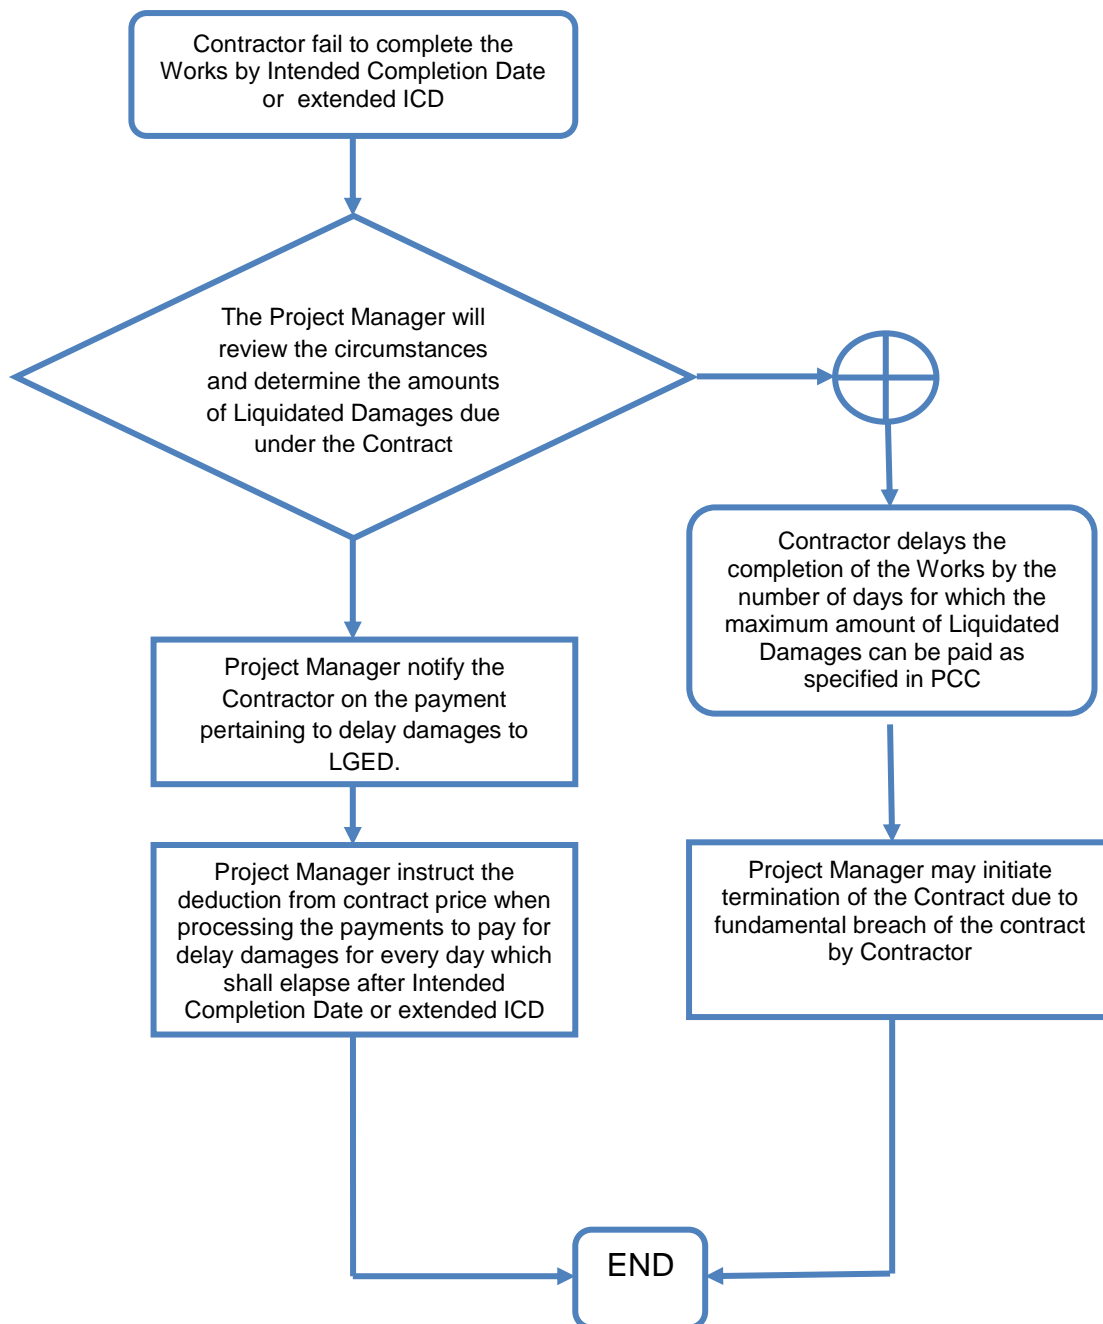 Contractor fail to complete the
Works by Intended Completion Date
or extended ICD
The Project Manager will
review the circumstances
and determine the amounts
of Liquidated Damages due
under the Contract
Contractor delays the
completion of the Works by the
number of days for which the
maximum amount of Liquidated
Damages can be paid as
specified in PCC
Project Manager notify the
Contractor on the payment
pertaining to delay damages to
LGED.
Project Manager instruct the
deduction from contract price when
processing the payments to pay for
delay damages for every day which
shall elapse after Intended
Completion Date or extended ICD
Project Manager may initiate
termination of the Contract due to
fundamental breach of the contract
by Contractor
END